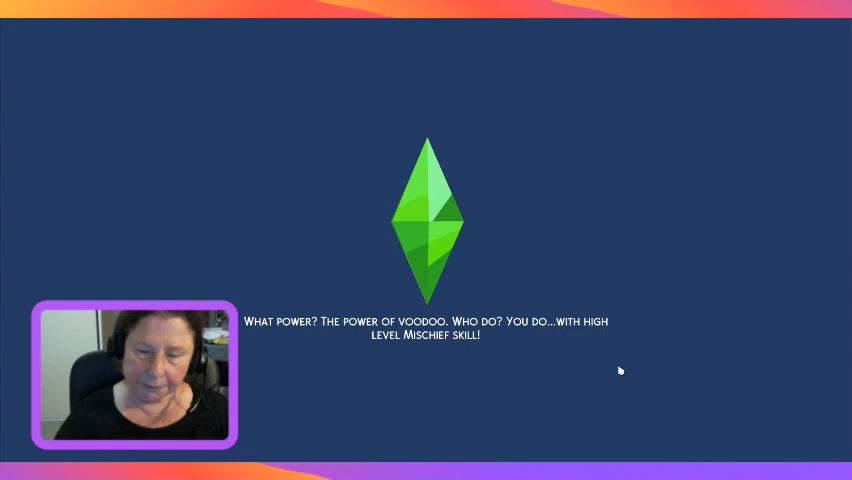 What power? The power of voodoo. Who do? You do...with high
level Mischief skill!